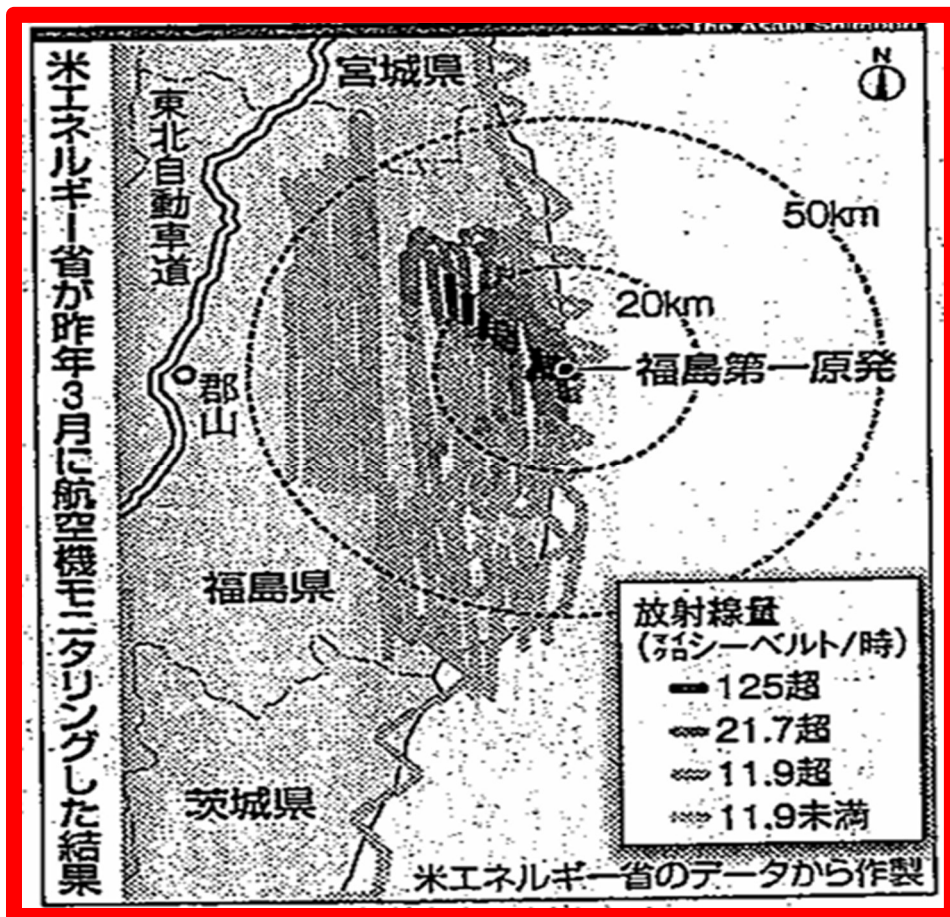 The Asahi Shimbun
米エネルギー省が昨年3月に航空機モニタリングした結果
宮城県
東北自動車道
N
50km
20km
福島第一原発
郡山
福島県
茨城県
放射線量
(マイクロシーベルト/時)
125超
21.7超
11.9超
11.9未満
米エネルギー省のデータから作製